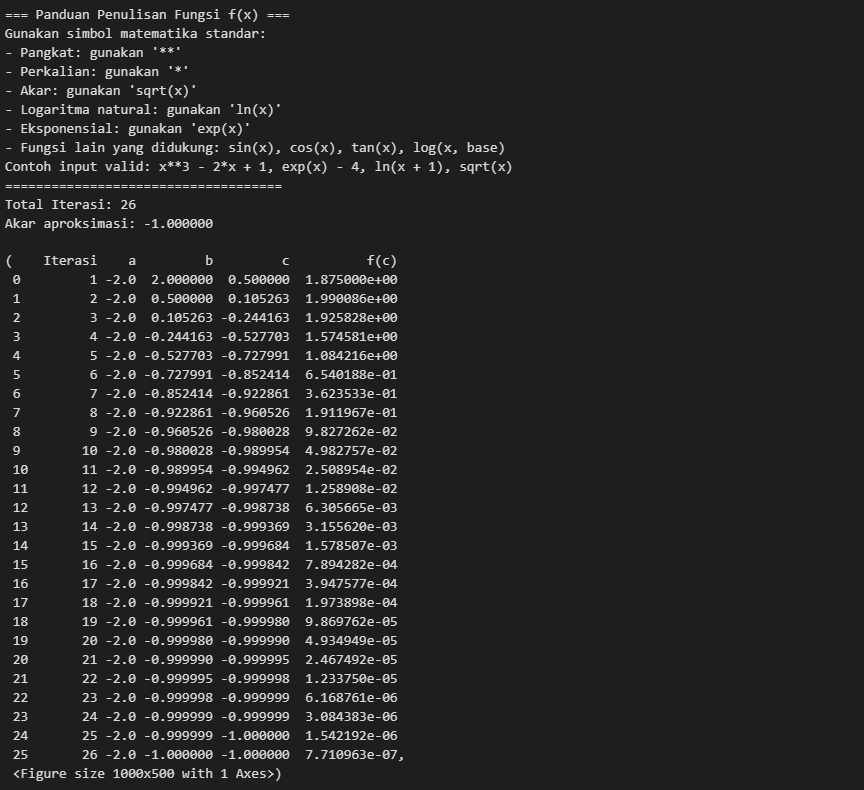 === Panduan Penulisan Fungsi f(x) ===
Gunakan simbol matematika standar:
- Pangkat: gunakan '**'
- Perkalian: gunakan '*'
- Akar: gunakan 'sqrt(x)'
- Logaritma natural: gunakan 'ln(x)'
- Eksponensial: gunakan 'exp(x)'
- Fungsi lain yang didukung: sin(x), cos(x), tan(x), log(x, base)
Contoh input valid: x**3 - 2*x + 1, exp(x) - 4, ln(x + 1), sqrt(x)
====================================
Total Iterasi: 26
Akar aproksimasi: -1.000000
(    Iterasi    a         b         c          f(c)
 0         1 -2.0  2.000000  0.500000  1.875000e+00
 1         2 -2.0  0.500000  0.105263  1.990086e+00
 2         3 -2.0  0.105263 -0.244163  1.925828e+00
 3         4 -2.0 -0.244163 -0.527703  1.574581e+00
 4         5 -2.0 -0.527703 -0.727991  1.084216e+00
 5         6 -2.0 -0.727991 -0.852414  6.540188e-01
 6         7 -2.0 -0.852414 -0.922861  3.623533e-01
 7         8 -2.0 -0.922861 -0.960526  1.911967e-01
 8         9 -2.0 -0.960526 -0.980028  9.827262e-02
 9        10 -2.0 -0.980028 -0.989954  4.982757e-02
 10       11 -2.0 -0.989954 -0.994962  2.508954e-02
 11       12 -2.0 -0.994962 -0.997477  1.258908e-02
 12       13 -2.0 -0.997477 -0.998738  6.305665e-03
 13       14 -2.0 -0.998738 -0.999369  3.155620e-03
 14       15 -2.0 -0.999369 -0.999684  1.578507e-03
 15       16 -2.0 -0.999684 -0.999842  7.894282e-04
 16       17 -2.0 -0.999842 -0.999921  3.947577e-04
 17       18 -2.0 -0.999921 -0.999961  1.973898e-04
 18       19 -2.0 -0.999961 -0.999980  9.869762e-05
 19       20 -2.0 -0.999980 -0.999990  4.934949e-05
 20       21 -2.0 -0.999990 -0.999995  2.467492e-05
 21       22 -2.0 -0.999995 -0.999998  1.233750e-05
 22       23 -2.0 -0.999998 -0.999999  6.168761e-06
 23       24 -2.0 -0.999999 -0.999999  3.084383e-06
 24       25 -2.0 -0.999999 -1.000000  1.542192e-06
 25       26 -2.0 -1.000000 -1.000000  7.710963e-07,
 <Figure size 1000x500 with 1 Axes>)